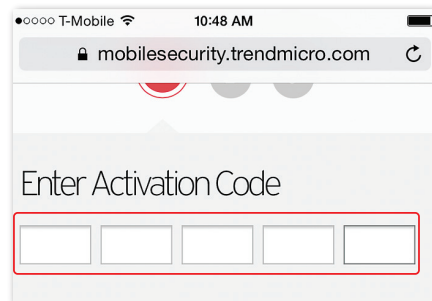 T-Mobile 10:48 AM
mobilesecurity.trendmicro.com
Enter Activation Code